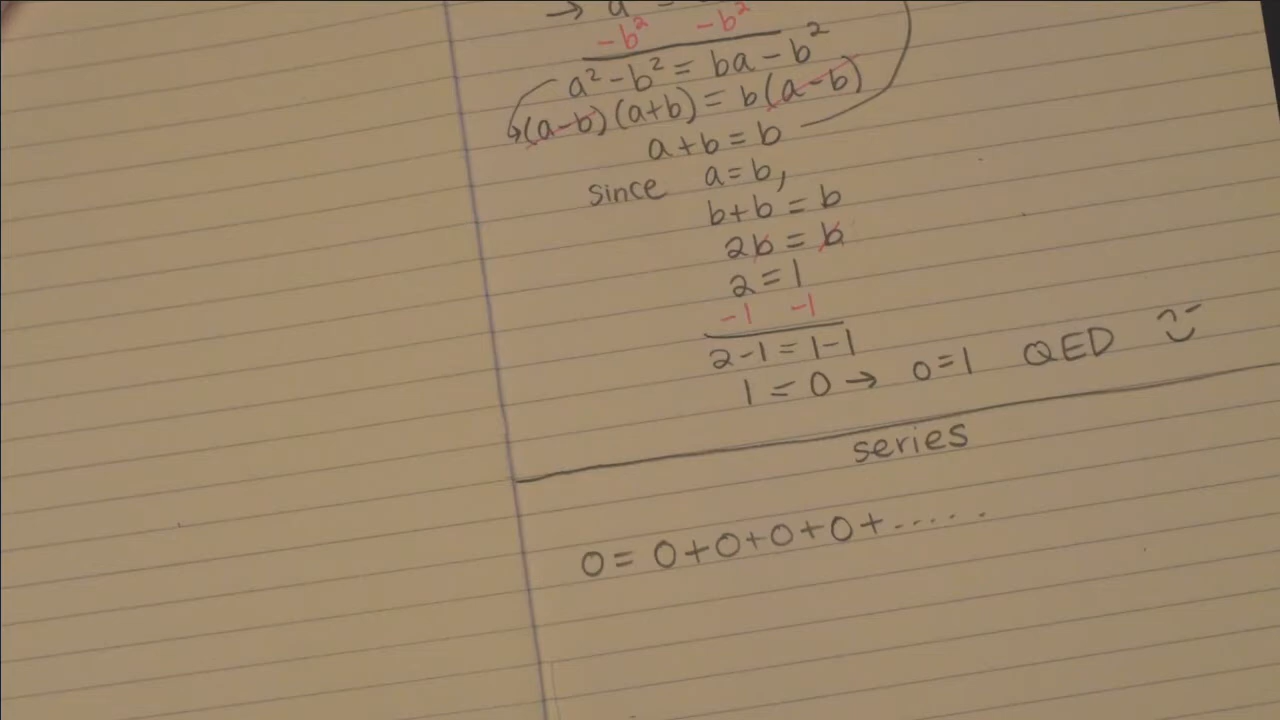 → a
-b² -b²
a² - b² = ba - b²
(a-b)(a+b) = b(a-b)
a+b = b
since a=b,
b+b = b
2b = b
2 = 1
-1 -1
2-1 = 1-1
1 = 0 → 0=1 QED
series
0 = 0+0+0+0+.....